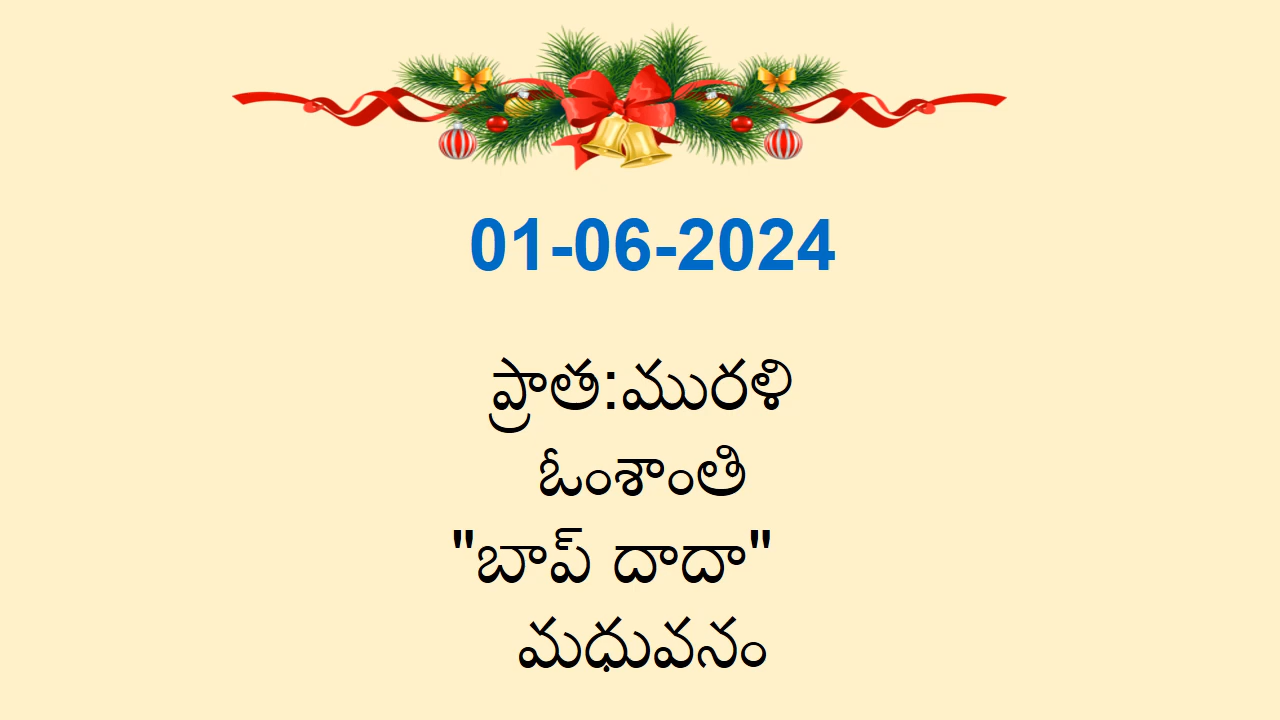 01-06-2024
ప్రాత:మురళి
ఓంశాంతి
"బాప్ దాదా"
మధువనం